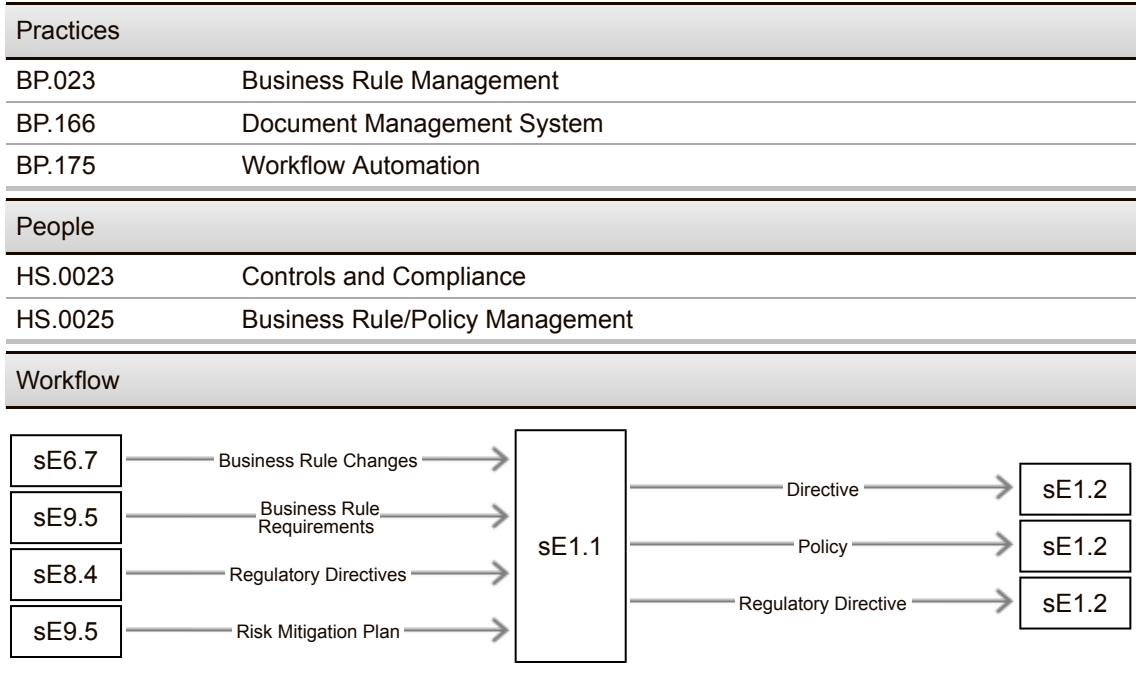 Practices
BP.023 Business Rule Management
BP.166 Document Management System
BP.175 Workflow Automation
People
HS.0023 Controls and Compliance
HS.0025 Business Rule/Policy Management
Workflow
sE6.7
Business Rule Changes
sE9.5
Business Rule
Requirements
sE8.4
Regulatory Directives
sE9.5
Risk Mitigation Plan
sE1.1
Directive
sE1.2
Policy
sE1.2
Regulatory Directive
sE1.2